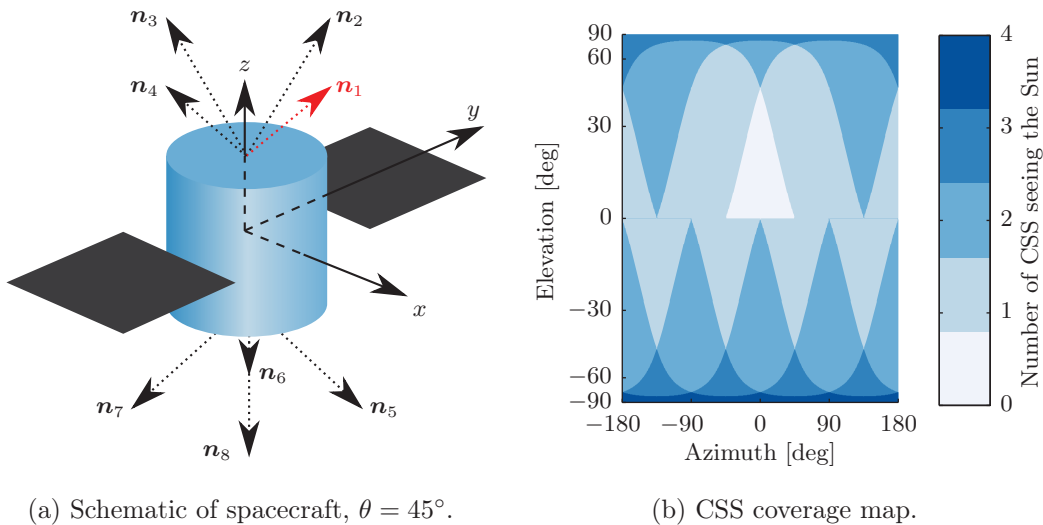 n₃
n₂
n₄
z
n₁
y
x
n₆
n₇
n₅
n₈
(a) Schematic of spacecraft, θ = 45°.
90
60
30
0
−30
−60
−90
Elevation [deg]
−180
−90
0
90
180
Azimuth [deg]
4
3
2
1
0
Number of CSS seeing the Sun
(b) CSS coverage map.